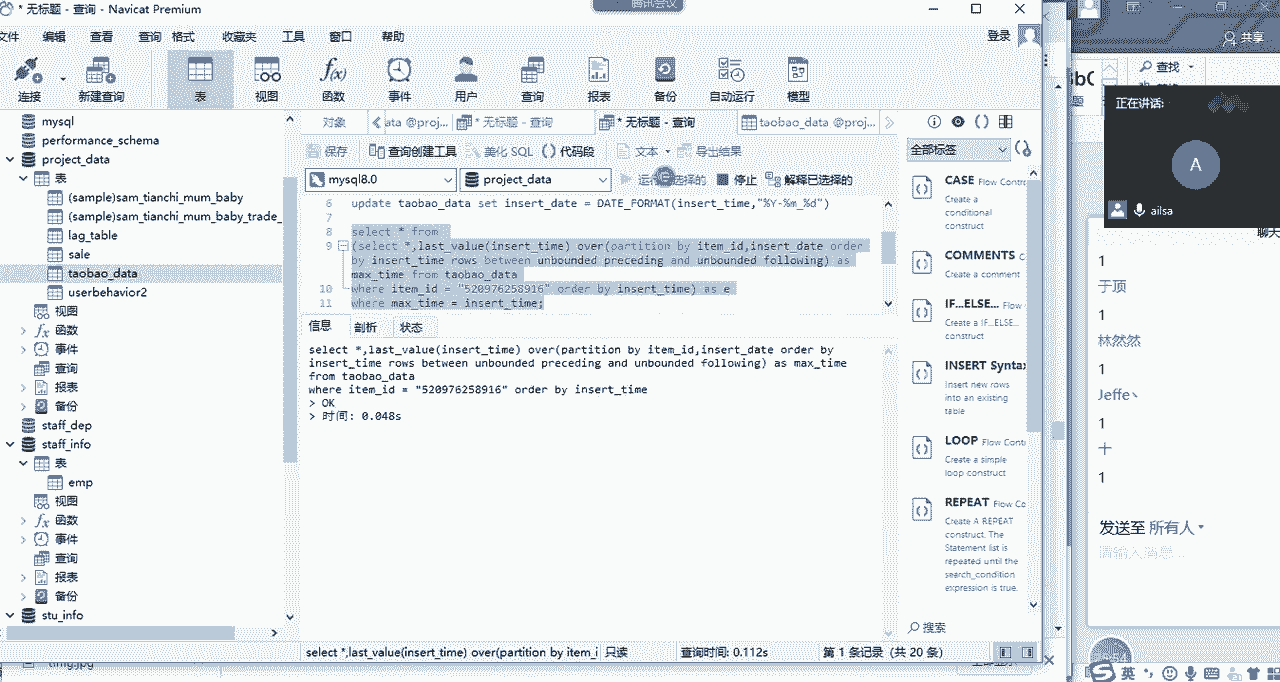 * 无标题 - 查询 - Navicat Premium
腾讯会议
文件 编辑 查看 查询 格式 收藏夹 工具 窗口 帮助
登录
共享
连接 新建查询 表 视图 函数 事件 用户 查询 报表 备份 自动运行 模型
查找
正在讲话:
A
ailsa
mysql
performance_schema
project_data
表
(sample)sam_tianchi_mum_baby
(sample)sam_tianchi_mum_baby_trade_
lag_table
sale
taobao_data
userbehavior2
视图
函数
事件
查询
报表
备份
staff_dep
staff_info
表
emp
视图
函数
事件
查询
报表
备份
stu_info
对象 ata @proj... * 无标题 - 查询 * 无标题 - 查询 taobao_data @proj...
保存 查询创建工具 美化 SQL 代码段 文本 导出结果
mysql8.0 project_data 停止 解释已选择的
6 update taobao_data set insert_date = DATE_FORMAT(insert_time,"%Y-%m_%d")
7
8 select * from
9 (select *,last_value(insert_time) over(partition by item_id,insert_date order
by insert_time rows between unbounded preceding and unbounded following) as
max_time from taobao_data
10 where item_id = "520976258916" order by insert_time) as e
11 where max_time = insert_time;
信息 剖析 状态
select *,last_value(insert_time) over(partition by item_id,insert_date order by
insert_time rows between unbounded preceding and unbounded following) as max_time
from taobao_data
where item_id = "520976258916" order by insert_time
> OK
> 时间: 0.048s
全部标签
CASE Flow Contr
Create a
conditional
construct
COMMENTS C
Create a comment
IF...ELSE... Flow
Create a IF...ELSE...
construct
INSERT Syntax
Insert new rows
into an existing
table
LOOP Flow Cont
Create a simple
loop construct
REPEAT Flow Co
Create A REPEAT
construct. The
Statement list is
repeated until the
search_condition
expression is true.
搜索
select *,last_value(insert_time) over(partition by item_i 只读 查询时间: 0.112s 第 1 条记录 (共 20 条)
聊天
1
于顶
1
林然然
1
Jeffe丶
1
十
1
发送至 所有人
请输入消息...
英